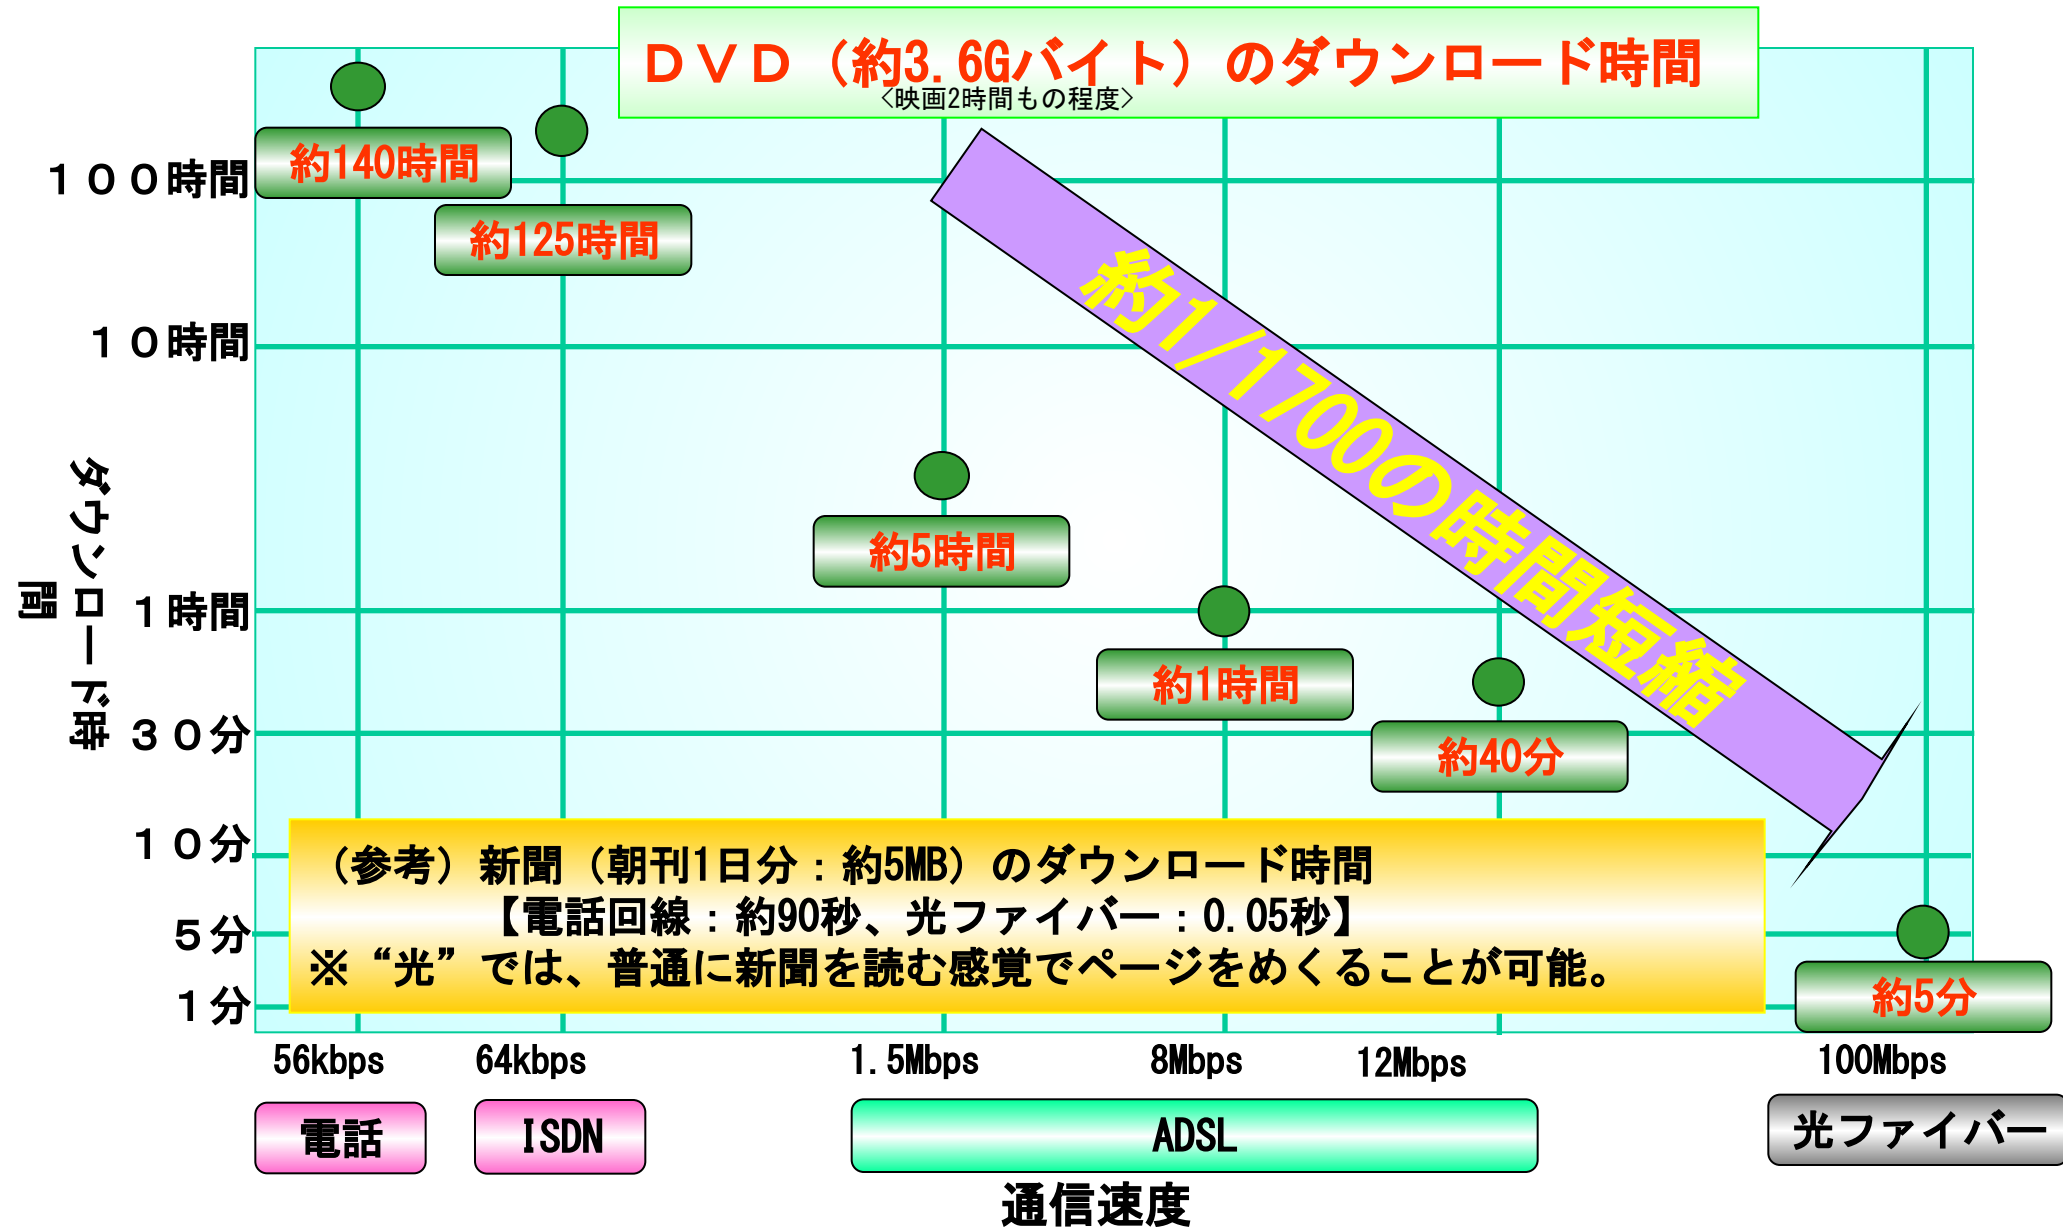 ＤＶＤ（約3.6Gバイト）のダウンロード時間
<映画2時間もの程度>
約140時間
１００時間
約125時間
約1/1700の時間短縮
１０時間
ダウンロード時間
約5時間
１時間
約1時間
３０分
約40分
１０分
（参考）新聞（朝刊1日分：約5MB）のダウンロード時間
【電話回線：約90秒、光ファイバー：0.05秒】
※“光”では、普通に新聞を読む感覚でページをめくることが可能。
５分
１分
約5分
56kbps 64kbps 1.5Mbps 8Mbps 12Mbps 100Mbps
電話 ISDN ADSL 光ファイバー
通信速度